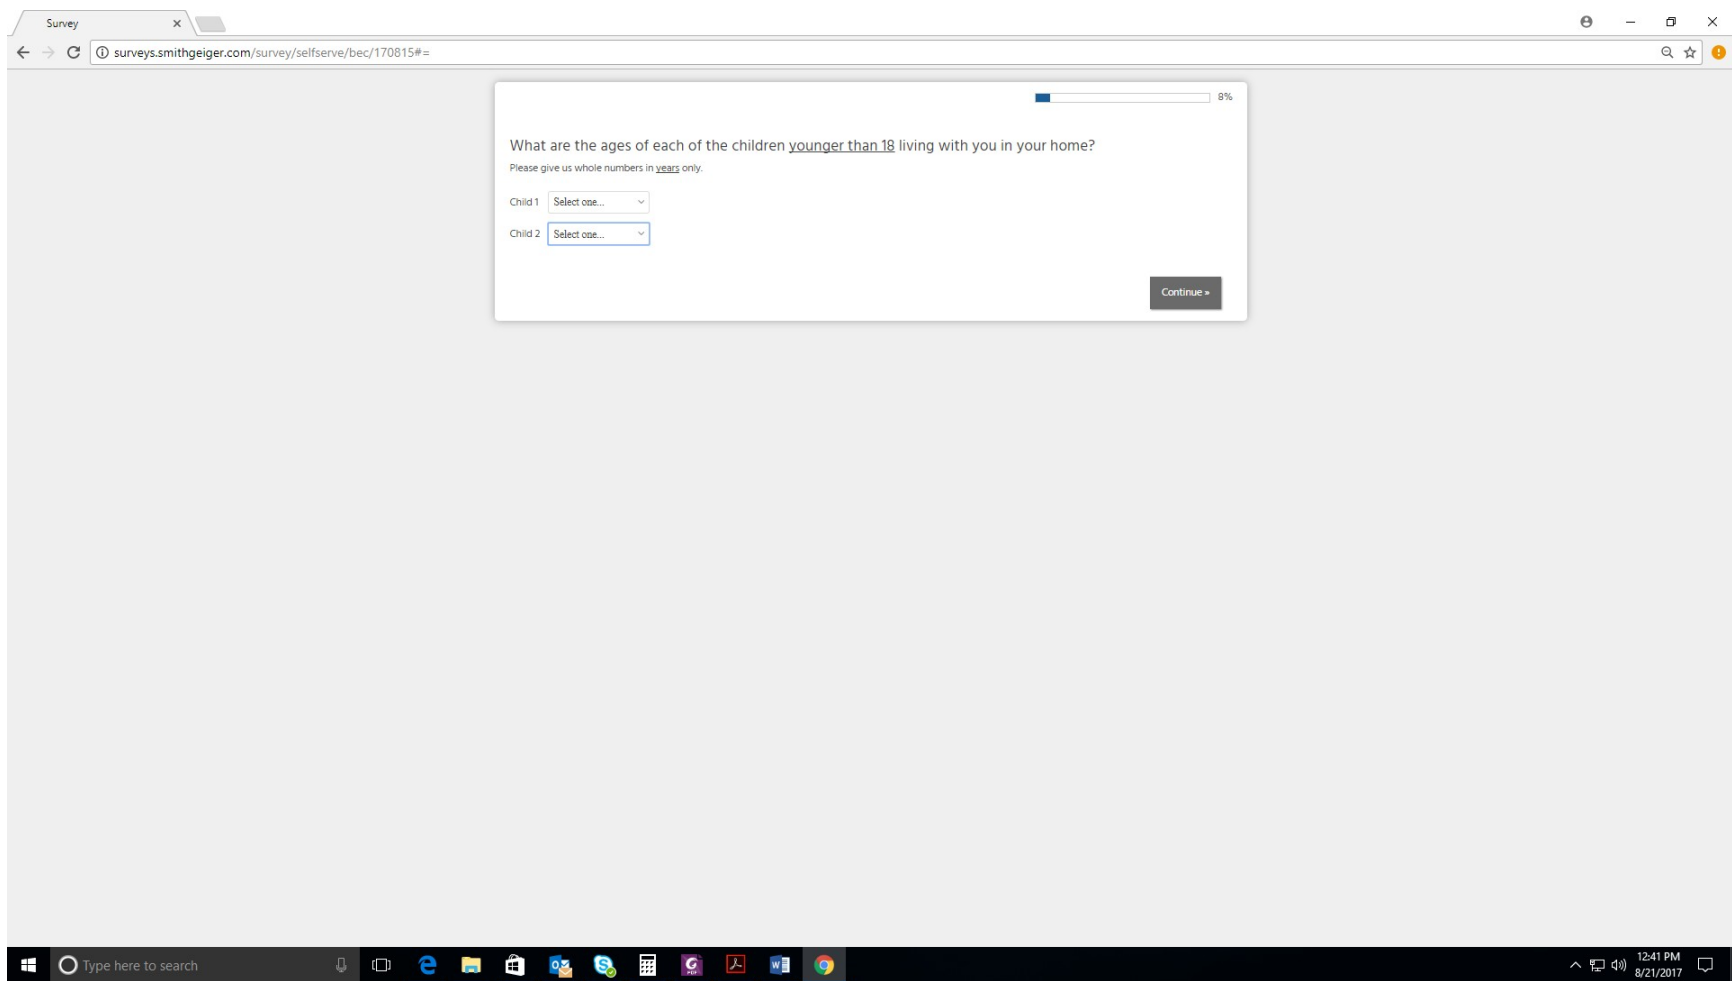 Survey
surveys.smithgeiger.com/survey/selfserve/bec/170815#=
8%
What are the ages of each of the children younger than 18 living with you in your home?
Please give us whole numbers in years only.
Child 1 Select one...
Child 2 Select one...
Continue »
Type here to search
12:41 PM
8/21/2017